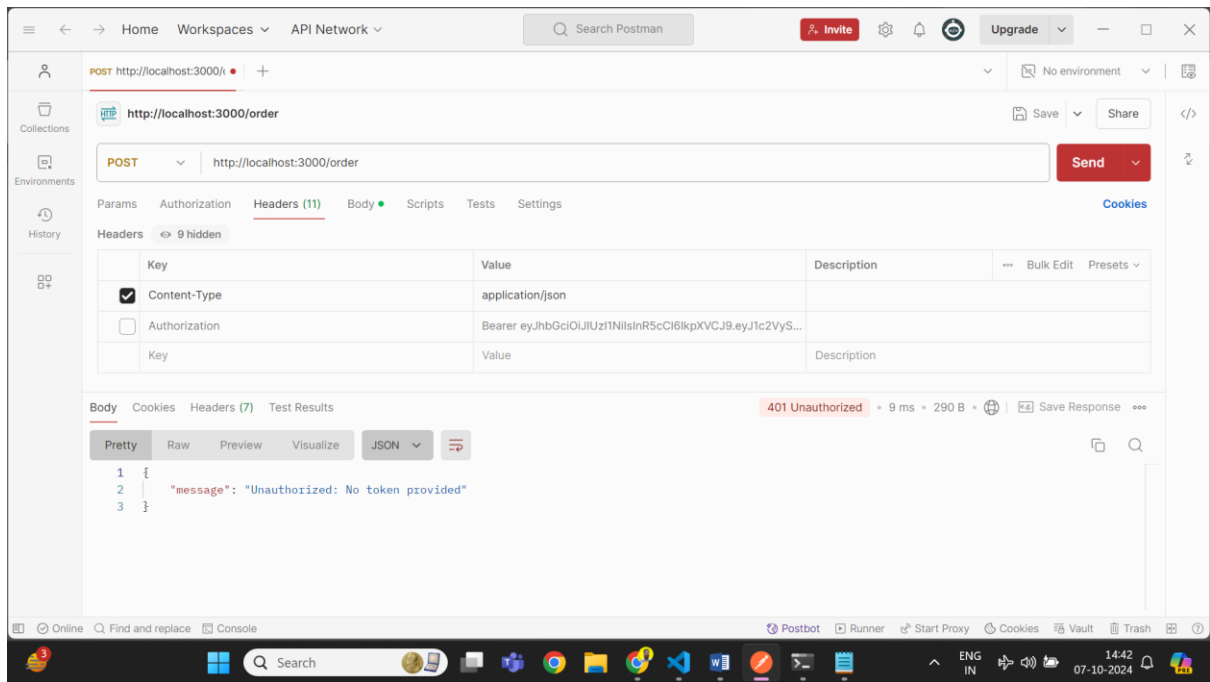 Home Workspaces API Network Search Postman Invite Upgrade
POST http://localhost:3000/ No environment
HTTP http://localhost:3000/order Save Share
Collections
POST http://localhost:3000/order Send
Environments
Params Authorization Headers (11) Body Scripts Tests Settings Cookies
History
Headers 9 hidden
Key Value Description Bulk Edit Presets
Content-Type application/json
Authorization Bearer eyJhbGciOiJIUzI1NiIsInR5cCI6IkpXVCJ9.eyJ1c2VyS...
Key Value Description
Body Cookies Headers (7) Test Results 401 Unauthorized 9 ms 290 B e.g. Save Response
Pretty Raw Preview Visualize JSON
1 {
2 "message": "Unauthorized: No token provided"
3 }
Online Find and replace Console Postbot Runner Start Proxy Cookies Vault Trash
3 Search ENG 14:42
IN 07-10-2024 PRE